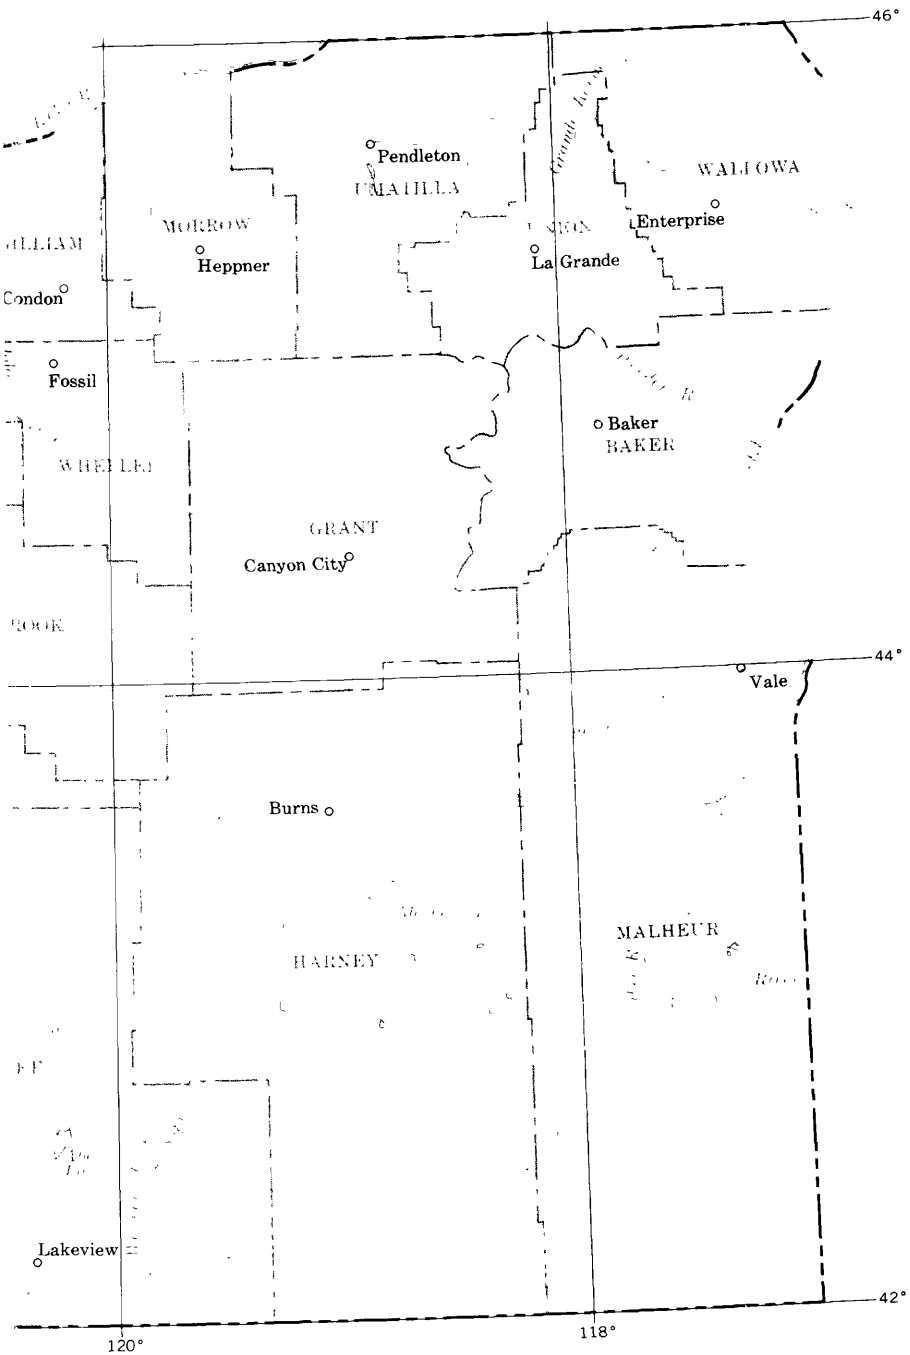 46°
Pendleton
UMATILLA
WALLOWA
MORROW
UNION
Enterprise
Heppner
La Grande
Condon
Fossil
Baker
BAKER
GRANT
Canyon City
44°
Vale
Burns
MALHEUR
HARNEY
Lakeview
120°
118°
42°